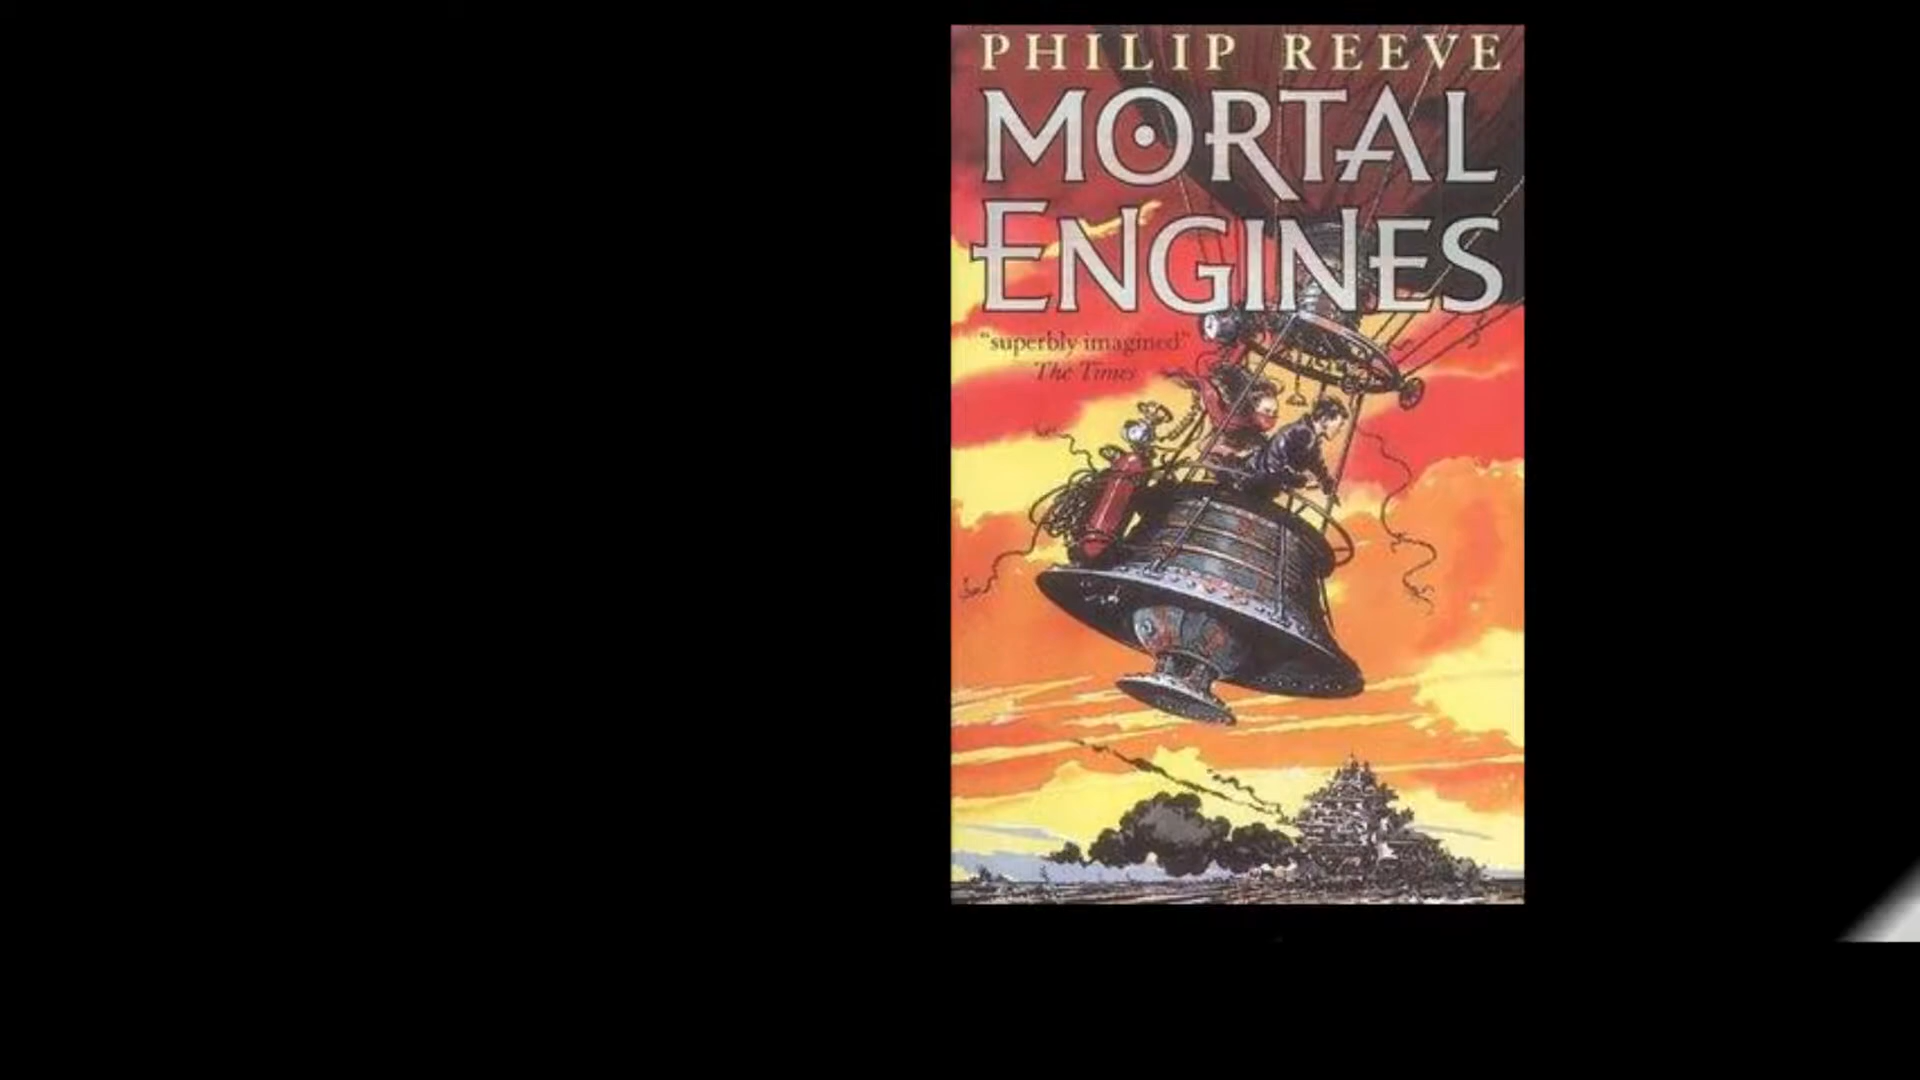 PHILIP REEVE
MORTAL
ENGINES
"superbly imagined"
The Times